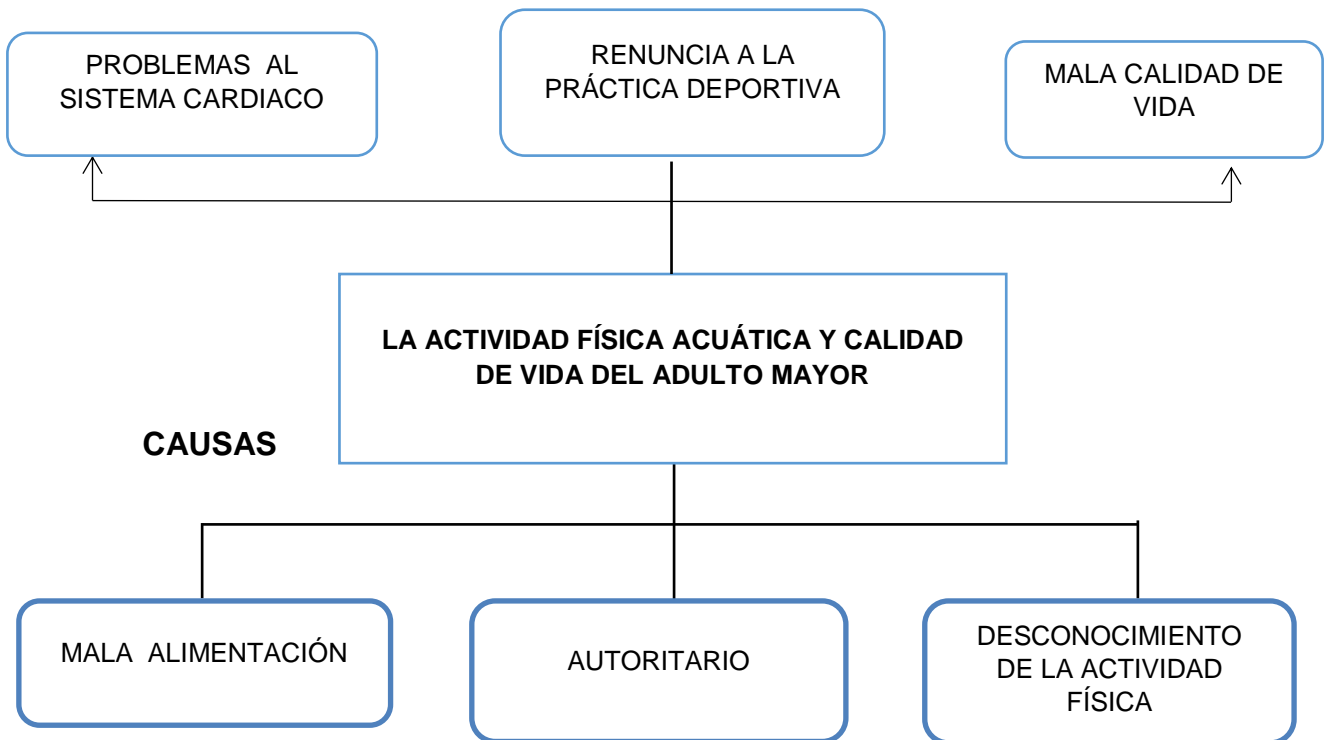 PROBLEMAS AL
SISTEMA CARDIACO
RENUNCIA A LA
PRÁCTICA DEPORTIVA
MALA CALIDAD DE
VIDA
LA ACTIVIDAD FÍSICA ACUÁTICA Y CALIDAD
DE VIDA DEL ADULTO MAYOR
CAUSAS
MALA ALIMENTACIÓN
AUTORITARIO
DESCONOCIMIENTO
DE LA ACTIVIDAD
FÍSICA